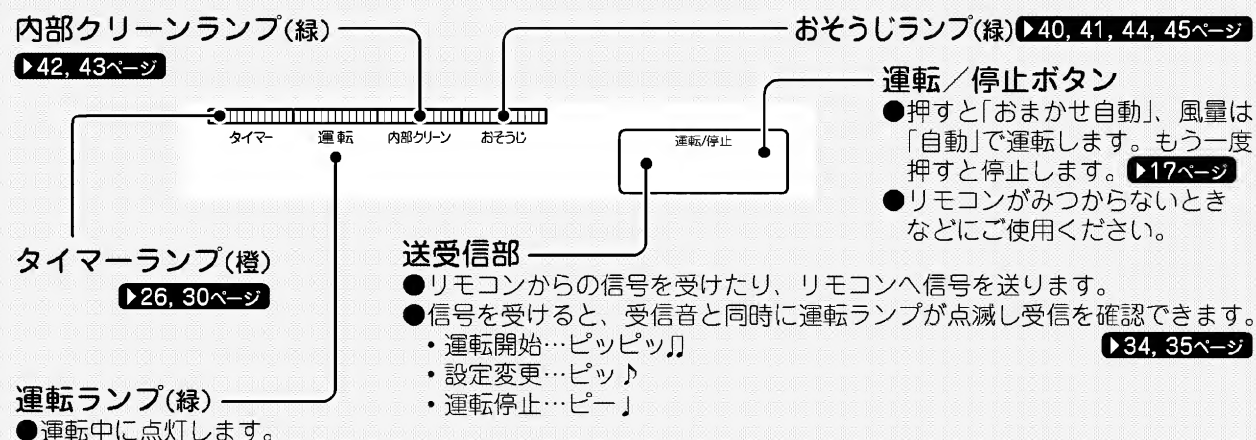 内部クリーンランプ(緑)
▶42, 43ページ
おそうじランプ(緑)▶40, 41, 44, 45ページ
タイマー 運転 内部クリーン おそうじ
運転/停止
運転／停止ボタン
●押すと「おまかせ自動」、風量は
「自動」で運転します。もう一度
押すと停止します。▶17ページ
●リモコンがみつからないとき
などにご使用ください。
タイマーランプ(橙)
▶26, 30ページ
送受信部
●リモコンからの信号を受けたり、リモコンへ信号を送ります。
●信号を受けると、受信音と同時に運転ランプが点滅し受信を確認できます。
・運転開始…ピッピッ♫
▶34, 35ページ
・設定変更…ピッ♪
・運転停止…ピー♩
運転ランプ(緑)
●運転中に点灯します。